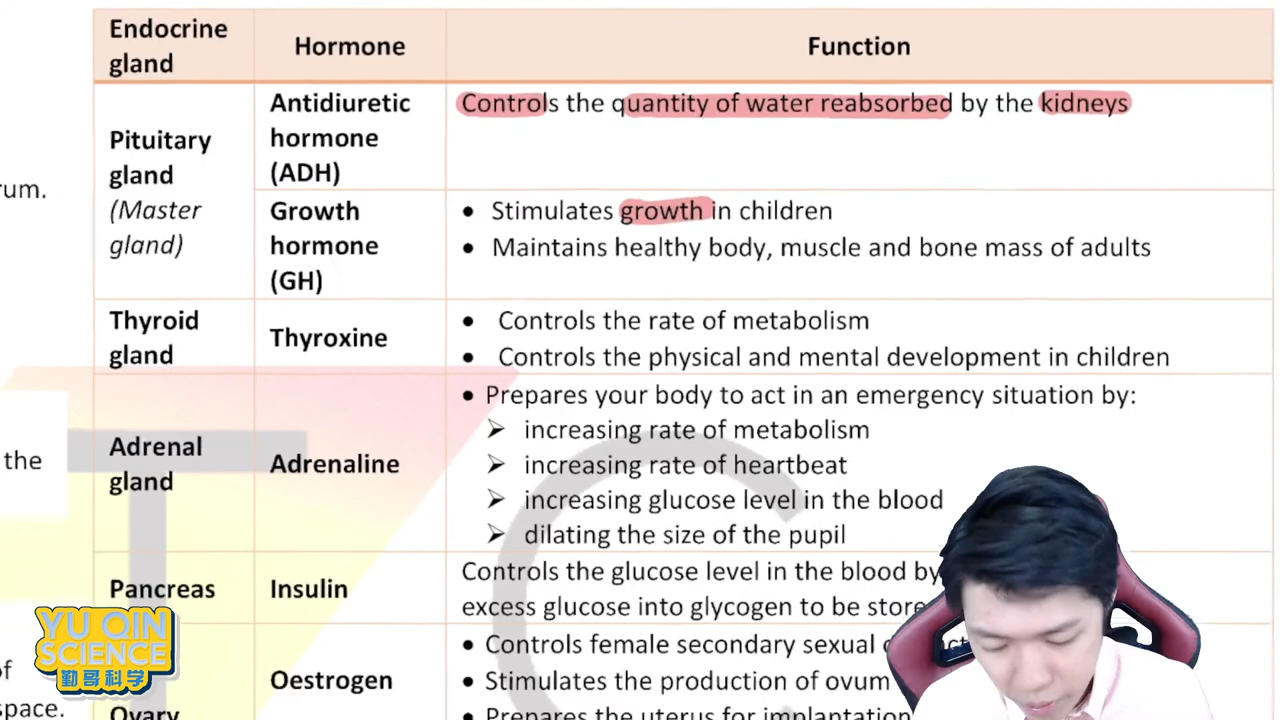 Endocrine
gland
Hormone
Function
Pituitary
gland
(Master
gland)
Antidiuretic
hormone
(ADH)
Controls the quantity of water reabsorbed by the kidneys
Growth
hormone
(GH)
• Stimulates growth in children
• Maintains healthy body, muscle and bone mass of adults
Thyroid
gland
Thyroxine
• Controls the rate of metabolism
• Controls the physical and mental development in children
Adrenal
gland
Adrenaline
• Prepares your body to act in an emergency situation by:
➢ increasing rate of metabolism
➢ increasing rate of heartbeat
➢ increasing glucose level in the blood
➢ dilating the size of the pupil
Pancreas
Insulin
Controls the glucose level in the blood by
excess glucose into glycogen to be store
Ovary
Oestrogen
• Controls female secondary sexual
• Stimulates the production of ovum
• Prepares the uterus for implantation
rum.
the
of
space.
YU QIN
SCIENCE
勤哥科学